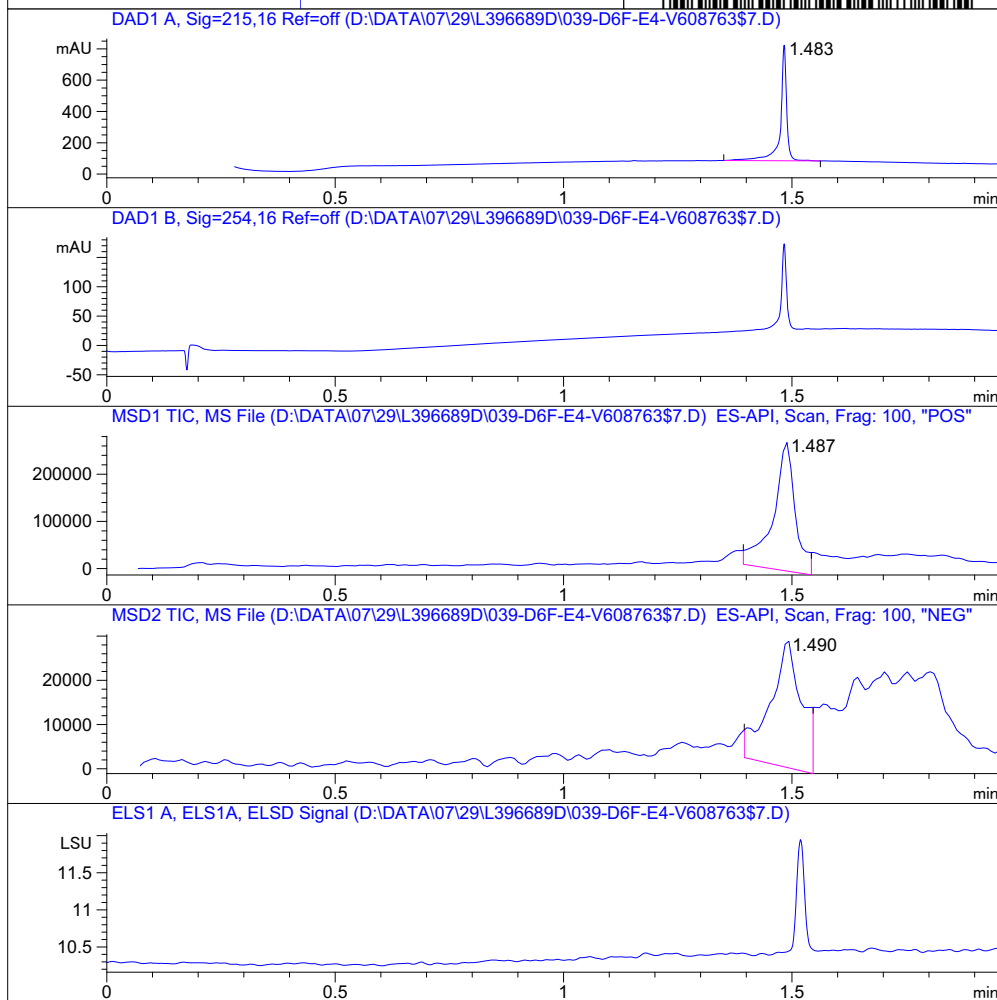 DAD1 A, Sig=215,16 Ref=off (D:\DATA\07\29\L396689D\039-D6F-E4-V608763$7.D)
mAU
1.483
600
400
200
0
0 0.5 1 1.5 min
DAD1 B, Sig=254,16 Ref=off (D:\DATA\07\29\L396689D\039-D6F-E4-V608763$7.D)
mAU
100
50
0
-50
0 0.5 1 1.5 min
MSD1 TIC, MS File (D:\DATA\07\29\L396689D\039-D6F-E4-V608763$7.D) ES-API, Scan, Frag: 100, "POS"
1.487
200000
100000
0
0 0.5 1 1.5 min
MSD2 TIC, MS File (D:\DATA\07\29\L396689D\039-D6F-E4-V608763$7.D) ES-API, Scan, Frag: 100, "NEG"
1.490
20000
10000
0
0 0.5 1 1.5 min
ELS1 A, ELS1A, ELSD Signal (D:\DATA\07\29\L396689D\039-D6F-E4-V608763$7.D)
LSU
11.5
11
10.5
0 0.5 1 1.5 min